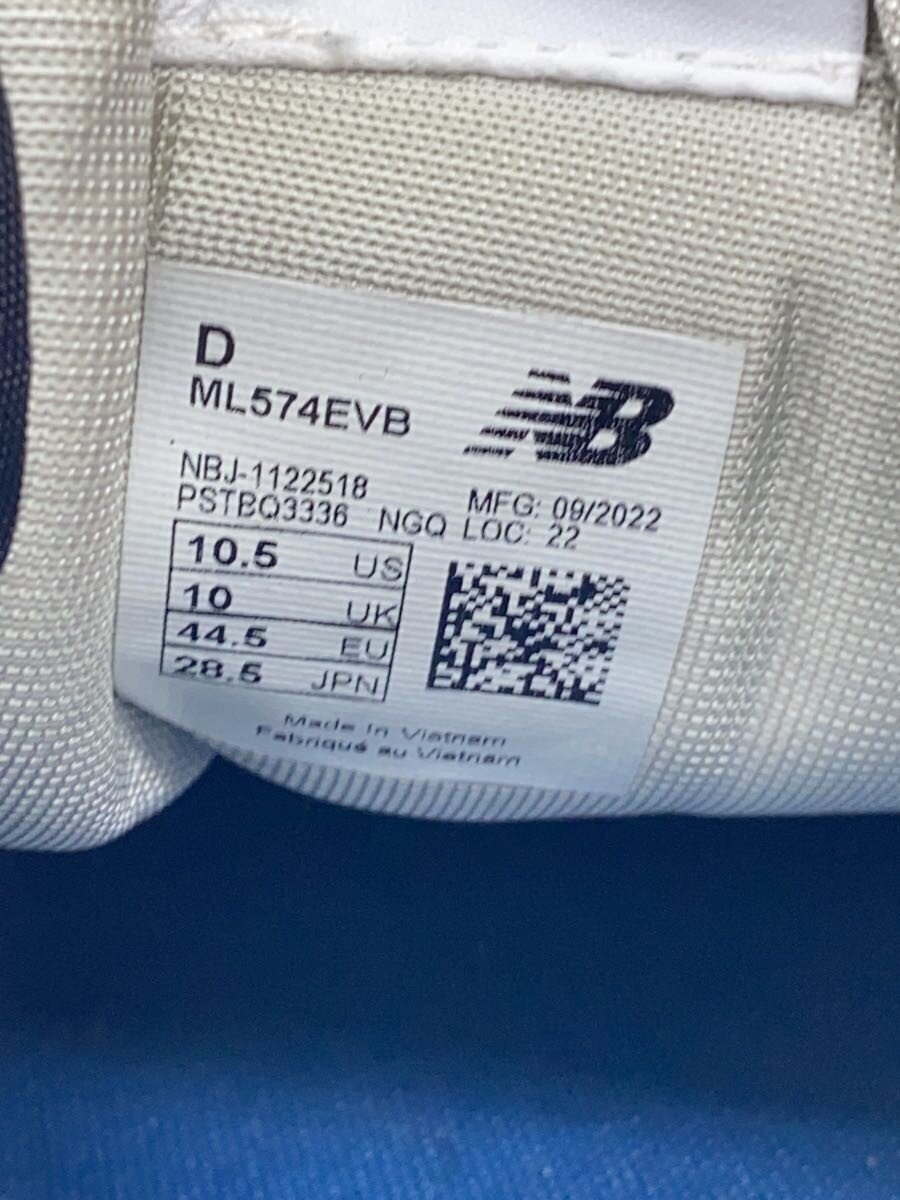 D
ML574EVB
NB
NBJ-1122518
PSTBQ3336 NGQ
MFG: 09/2022
LOC: 22
10.5 US
10 UK
44.5 EU
28.5 JPN
Made In Vietnam
Fabriqué au Vietnam